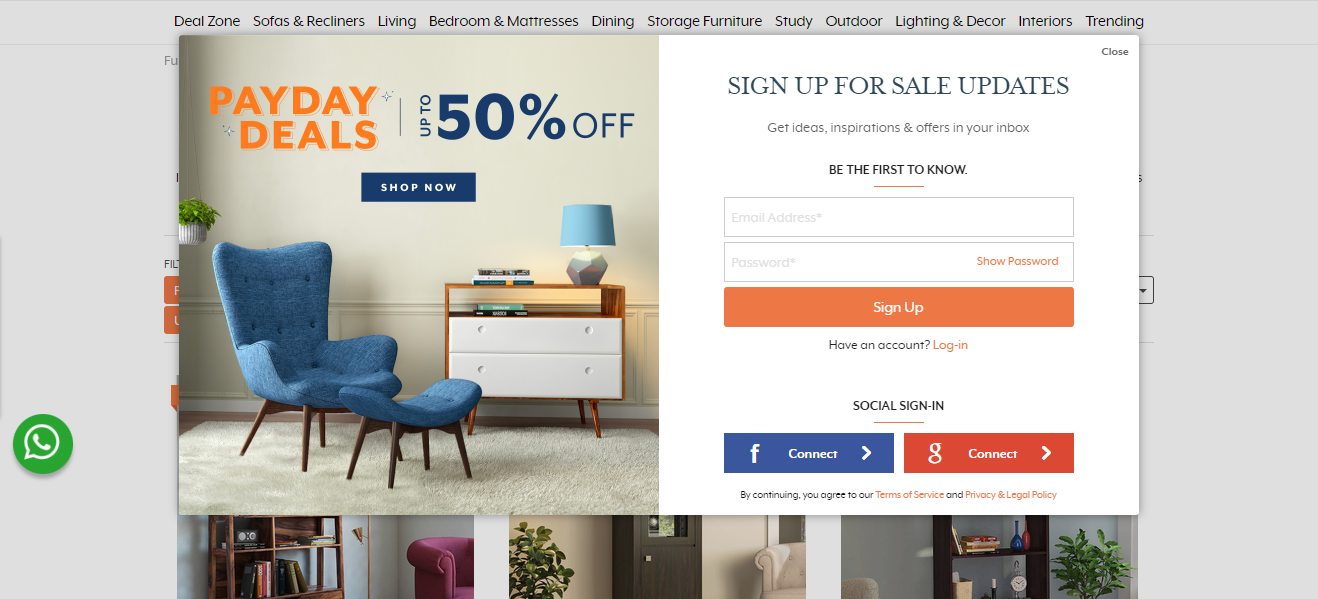 Deal Zone Sofas & Recliners Living Bedroom & Mattresses Dining Storage Furniture Study Outdoor Lighting & Decor Interiors Trending
Close
PAYDAY
DEALS
UP TO
50% OFF
SHOP NOW
SIGN UP FOR SALE UPDATES
Get ideas, inspirations & offers in your inbox
BE THE FIRST TO KNOW.
Email Address*
Password*
Show Password
Sign Up
Have an account? Log-in
SOCIAL SIGN-IN
f Connect
g Connect
By continuing, you agree to our Terms of Service and Privacy & Legal Policy